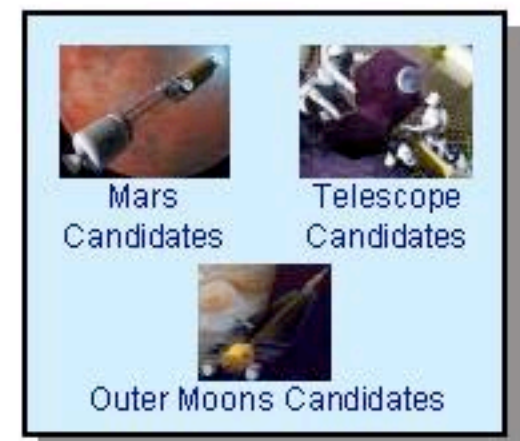 Mars
Candidates
Telescope
Candidates
Outer Moons Candidates